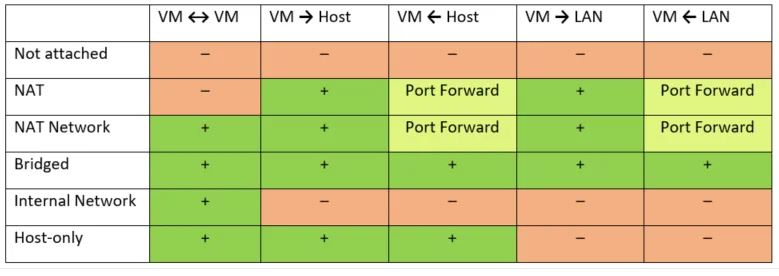 VM ↔ VM VM → Host VM ← Host VM → LAN VM ← LAN
Not attached – – – – –
NAT – + Port Forward + Port Forward
NAT Network + + Port Forward + Port Forward
Bridged + + + + +
Internal Network + – – – –
Host-only + + + – –